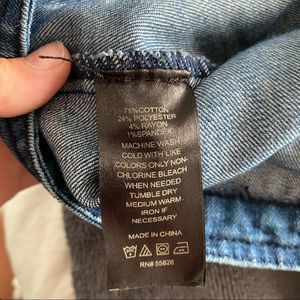 71%COTTON
24% POLYESTER
4% RAYON
1%SPANDEX
MACHINE WASH
COLD WITH LIKE
COLORS ONLY NON-
CHLORINE BLEACH
WHEN NEEDED
TUMBLE DRY
MEDIUM WARM
IRON IF
NECESSARY
MADE IN CHINA
RN# 55826